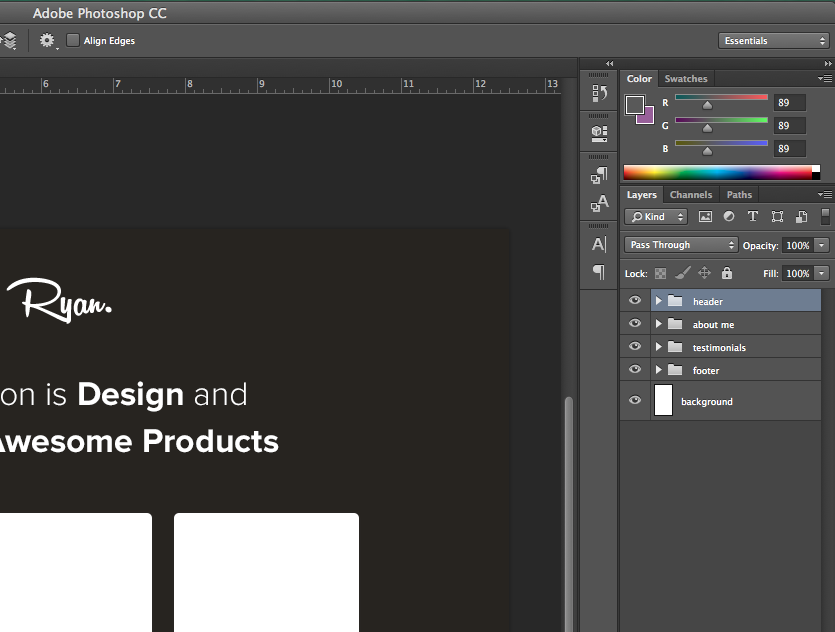 Adobe Photoshop CC
Align Edges
Essentials
6 7 8 9 10 11 12 13
Color Swatches
R 89
G 89
B 89
Layers Channels Paths
Kind
Pass Through Opacity: 100%
Lock: Fill: 100%
header
about me
testimonials
footer
background
Ryan.
on is Design and
Awesome Products